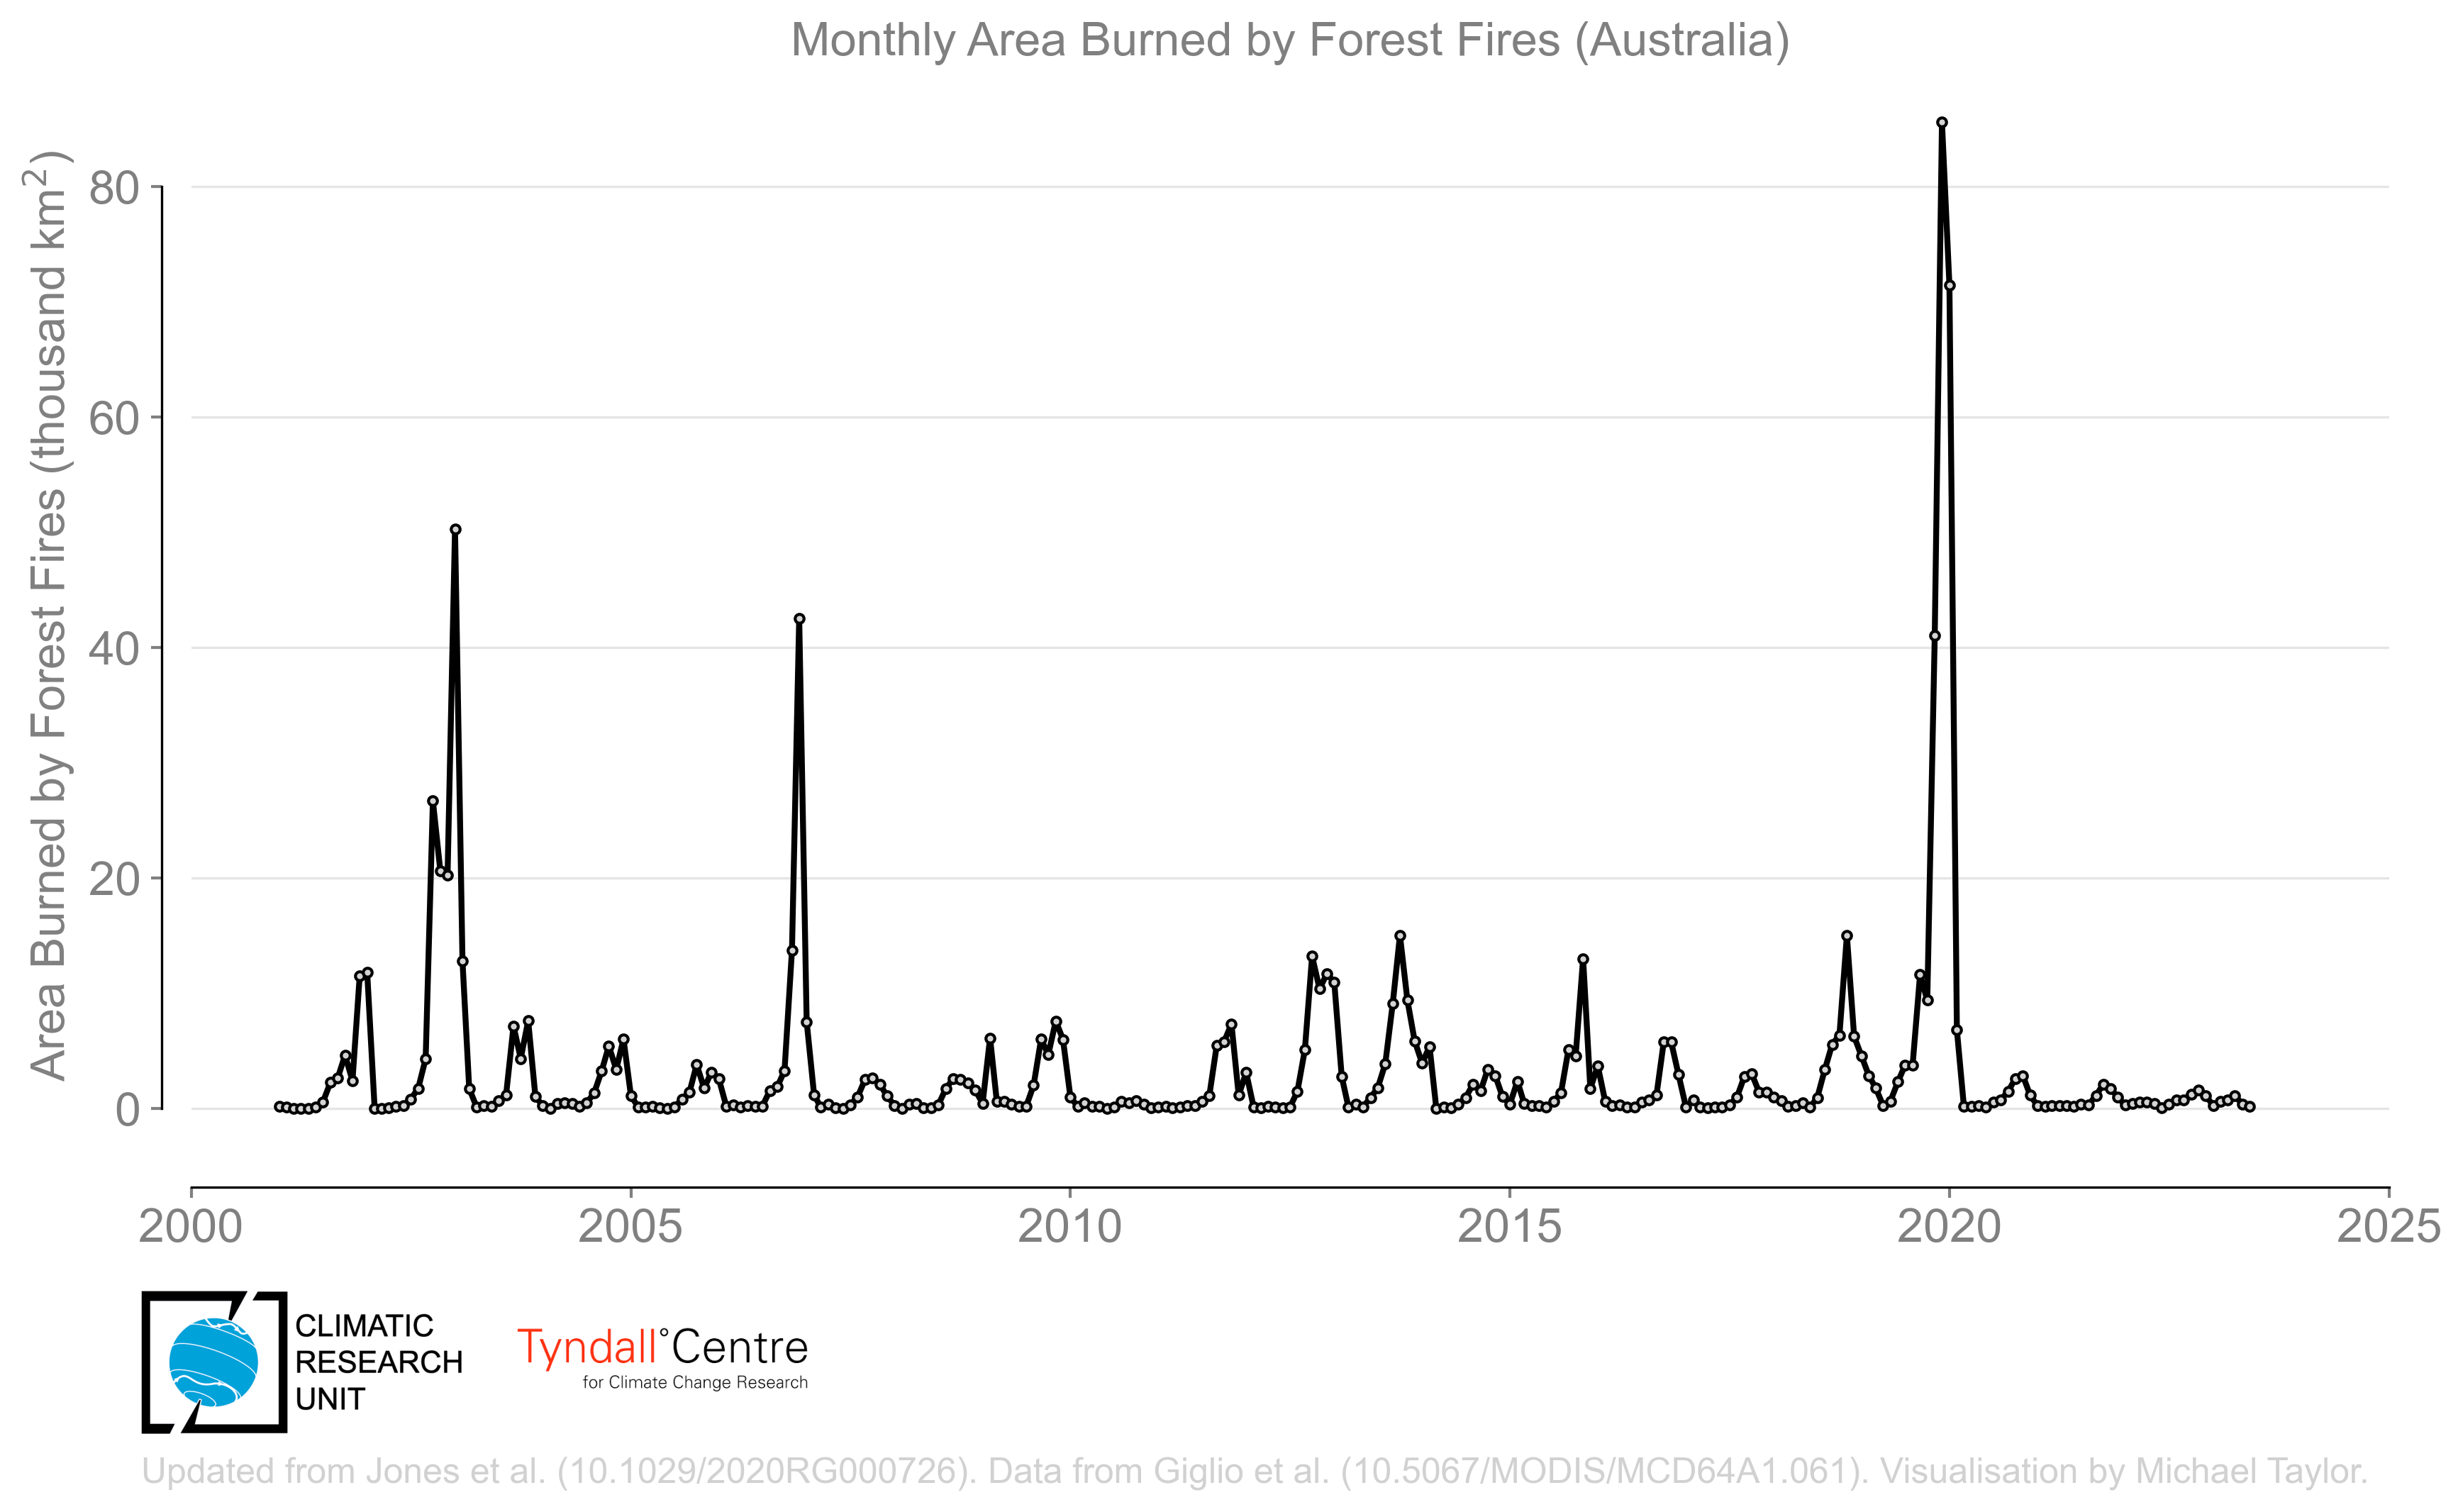 Monthly Area Burned by Forest Fires (Australia)
Area Burned by Forest Fires (thousand km²)
80
60
40
20
0
2000 2005 2010 2015 2020 2025
CLIMATIC
RESEARCH
UNIT
Tyndall°Centre
for Climate Change Research
Updated from Jones et al. (10.1029/2020RG000726). Data from Giglio et al. (10.5067/MODIS/MCD64A1.061). Visualisation by Michael Taylor.